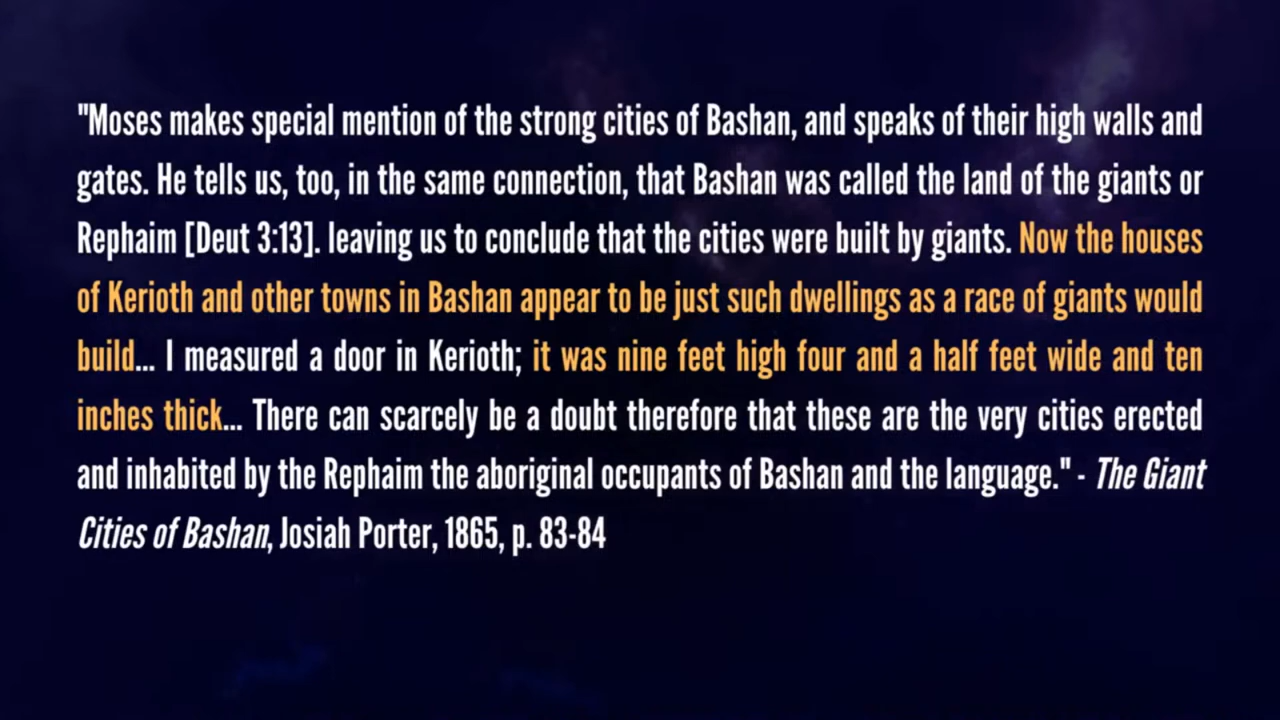 "Moses makes special mention of the strong cities of Bashan, and speaks of their high walls and
gates. He tells us, too, in the same connection, that Bashan was called the land of the giants or
Rephaim [Deut 3:13]. leaving us to conclude that the cities were built by giants. Now the houses
of Kerioth and other towns in Bashan appear to be just such dwellings as a race of giants would
build... I measured a door in Kerioth; it was nine feet high four and a half feet wide and ten
inches thick... There can scarcely be a doubt therefore that these are the very cities erected
and inhabited by the Rephaim the aboriginal occupants of Bashan and the language." - The Giant
Cities of Bashan, Josiah Porter, 1865, p. 83-84